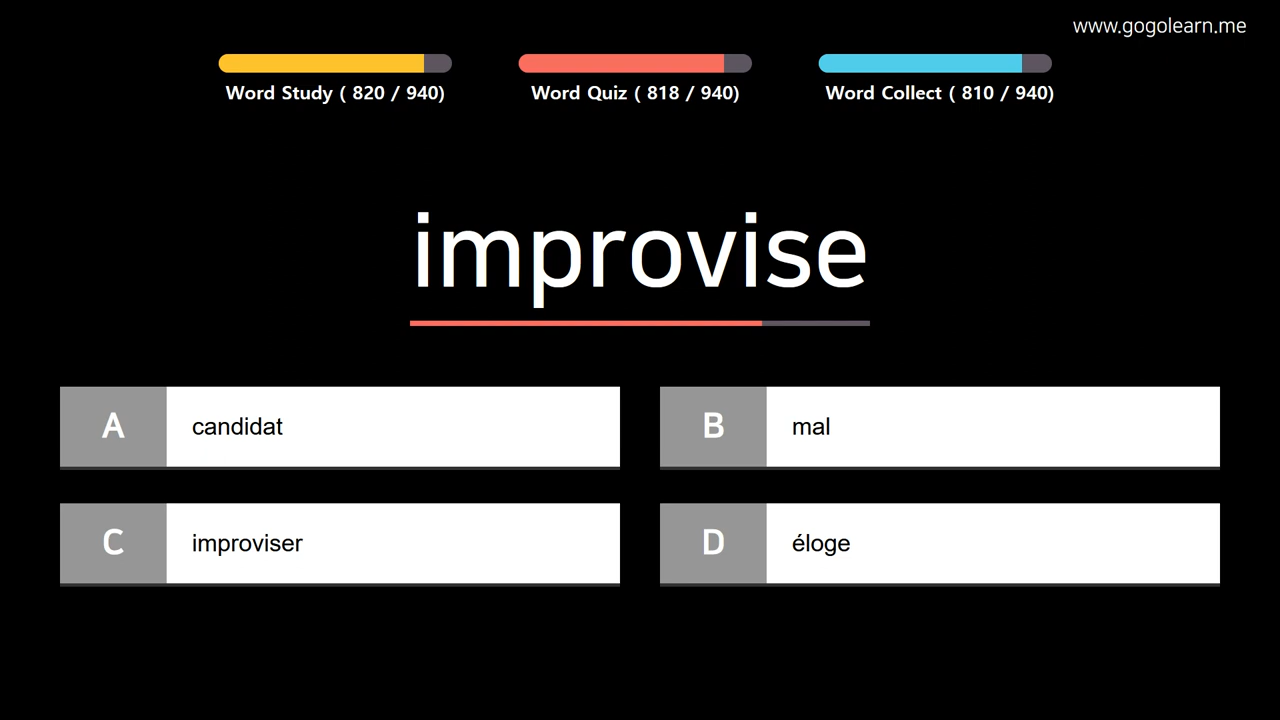 www.gogolearn.me
Word Study ( 820 / 940)
Word Quiz ( 818 / 940)
Word Collect ( 810 / 940)
improvise
A candidat
B mal
C improviser
D éloge